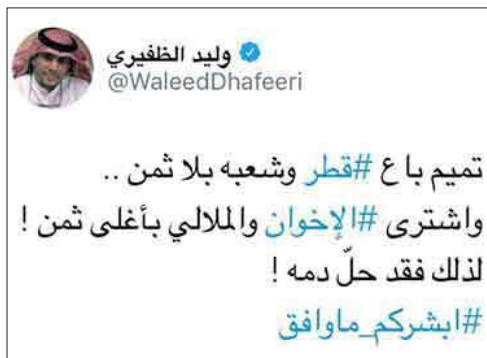 وليد الظفيري
@WaleedDhafeeri
تميم باع #قطر وشعبه بلا ثمن ..
واشترى #الإخوان والملالي بأغلى ثمن !
لذلك فقد حلّ دمه !
#ابشركم_ماوافق